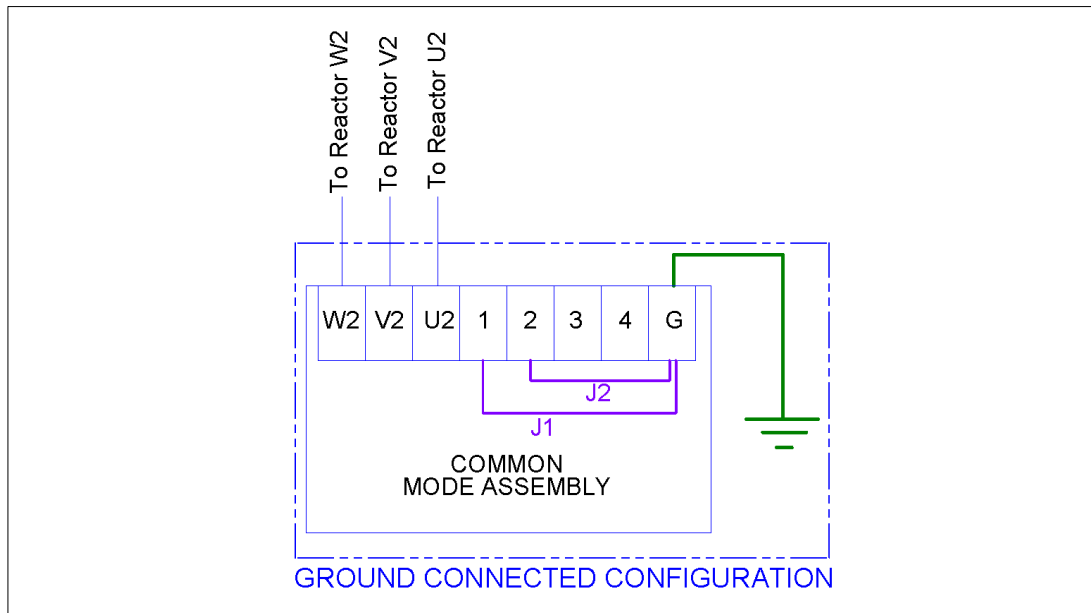 To Reactor W2
To Reactor V2
To Reactor U2
W2 V2 U2 1 2 3 4 G
J2
J1
COMMON
MODE ASSEMBLY
GROUND CONNECTED CONFIGURATION